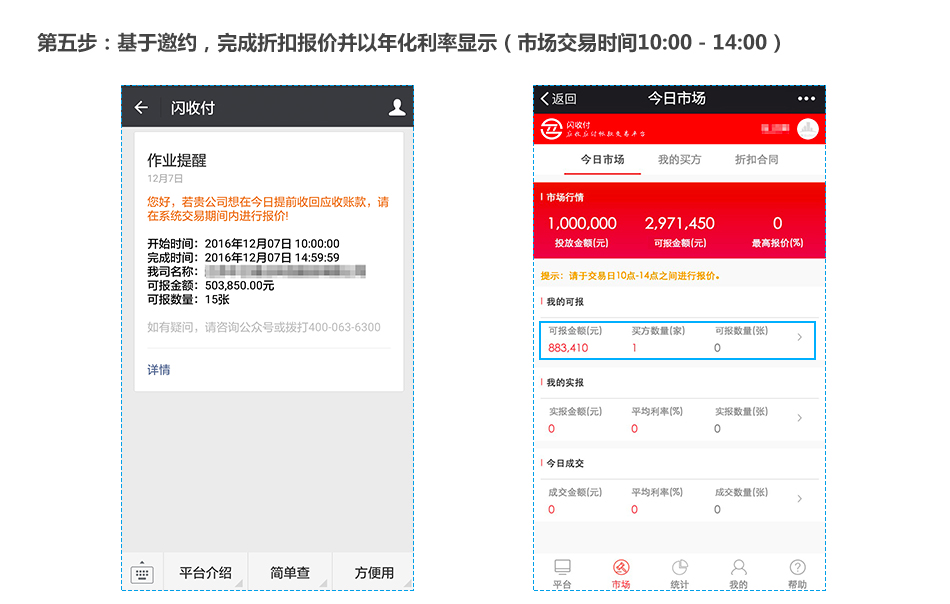 第五步：基于邀约，完成折扣报价并以年化利率显示（市场交易时间10:00 - 14:00）
闪收付
作业提醒
12月7日
您好，若贵公司想在今日提前收回应收账款，请
在系统交易期间内进行报价!
开始时间：2016年12月07日 10:00:00
完成时间：2016年12月07日 14:59:59
我司名称：
可报金额：503,850.00元
可报数量：15张
如有疑问，请咨询公众号或拨打400-063-6300
详情
平台介绍 简单查 方便用
返回 今日市场
闪收付
应收应付帐款交易平台
今日市场 我的买方 折扣合同
市场行情
1,000,000 2,971,450 0
投放金额(元) 可报金额(元) 最高报价(%)
提示：请于交易日10点-14点之间进行报价。
我的可报
可报金额(元) 买方数量(家) 可报数量(张)
883,410 1 0
我的实报
实报金额(元) 平均利率(%) 实报数量(张)
0 0 0
今日成交
成交金额(元) 平均利率(%) 成交数量(张)
0 0 0
平台 市场 统计 我的 帮助